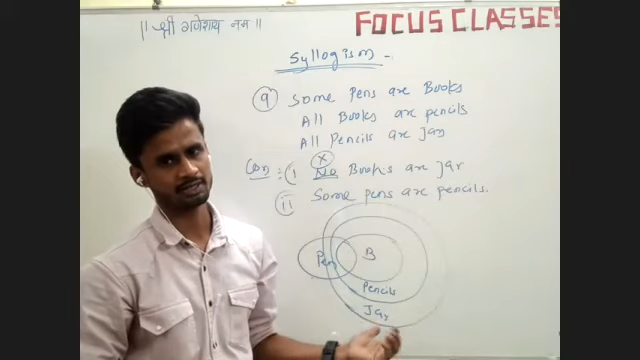 || श्री गणेशाय नमः ||
FOCUS CLASSES
Syllogism -
9 Some Pens are Books
All Books are pencils
All Pencils are Jar
Con := (i No Books are jar
ii Some pens are pencils.
Pen B
Pencils
Jar